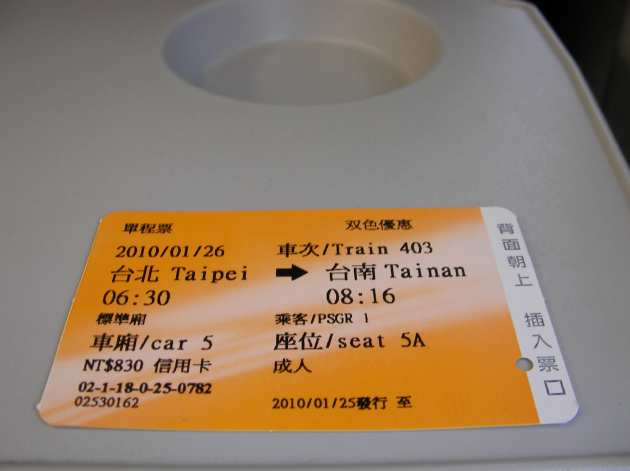 單程票 双色優惠
2010/01/26 車次/Train 403
台北 Taipei ➡ 台南 Tainan
06:30 08:16
標準廂 乘客/PSGR 1
車廂/car 5 座位/seat 5A
NT$830 信用卡 成人
02-1-18-0-25-0782
02530162 2010/01/25發行 至
背面朝上 插入票口